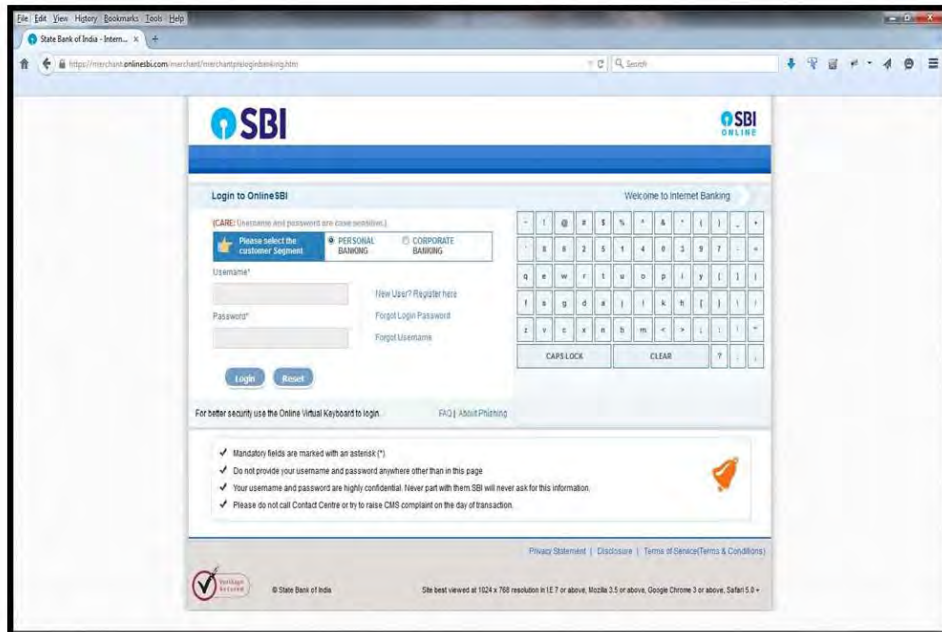 File Edit View History Bookmarks Tools Help
State Bank of India - Intern... × +
https://merchant.onlinesbi.com/merchant/merchantprelogin/banking.htm
Search
SBI
SBI
ONLINE
Login to OnlineSBI
Welcome to Internet Banking
(CARE: Username and password are case sensitive.)
Please select the customer Segment
PERSONAL BANKING
CORPORATE BANKING
Username*
New User? Register here
Password*
Forgot Login Password
Forgot Username
Login Reset
CAPS LOCK CLEAR ?
For better security use the Online Virtual Keyboard to login.
FAQ | About Phishing
Mandatory fields are marked with an asterisk (*)
Do not provide your username and password anywhere other than in this page
Your username and password are highly confidential. Never part with them.SBI will never ask for this information.
Please do not call Contact Centre or try to raise CMS complaint on the day of transaction.
Privacy Statement | Disclosure | Terms of Service(Terms & Conditions)
VeriSign
Secured
© State Bank of India
Site best viewed at 1024 x 768 resolution in I.E 7 or above, Mozilla 3.5 or above, Google Chrome 3 or above, Safari 5.0 +